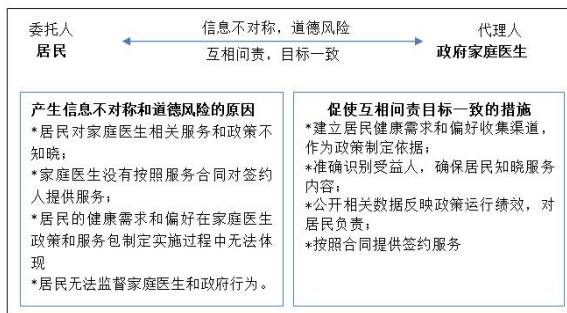 委托人
居民
信息不对称，道德风险
互相问责，目标一致
代理人
政府家庭医生
产生信息不对称和道德风险的原因
*居民对家庭医生相关服务和政策不
知晓；
*家庭医生没有按照服务合同对签约
人提供服务；
*居民的健康需求和偏好在家庭医生
政策和服务包制定实施过程中无法体
现
*居民无法监督家庭医生和政府行为。
促使互相问责目标一致的措施
*建立居民健康需求和偏好收集渠道，
作为政策制定依据；
*准确识别受益人，确保居民知晓服务
内容；
*公开相关数据反映政策运行绩效，对
居民负责；
*按照合同提供签约服务